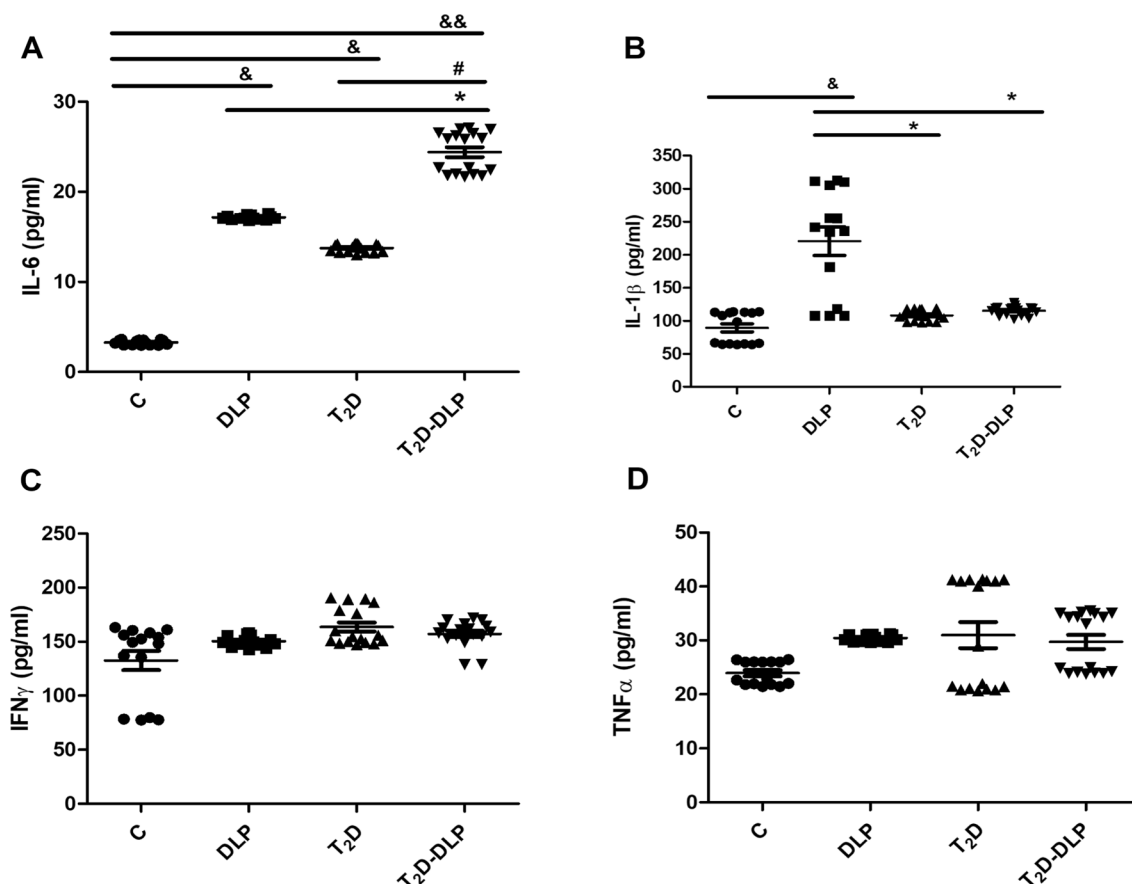 A
&&
&
#
&
*
IL-6 (pg/ml)
30
20
10
0
C
DLP
T₂D
T₂D-DLP
B
&
*
*
IL-1β (pg/ml)
350
300
250
200
150
100
50
0
C
DLP
T₂D
T₂D-DLP
C
IFNγ (pg/ml)
250
200
150
100
50
0
C
DLP
T₂D
T₂D-DLP
D
TNFα (pg/ml)
50
40
30
20
10
0
C
DLP
T₂D
T₂D-DLP